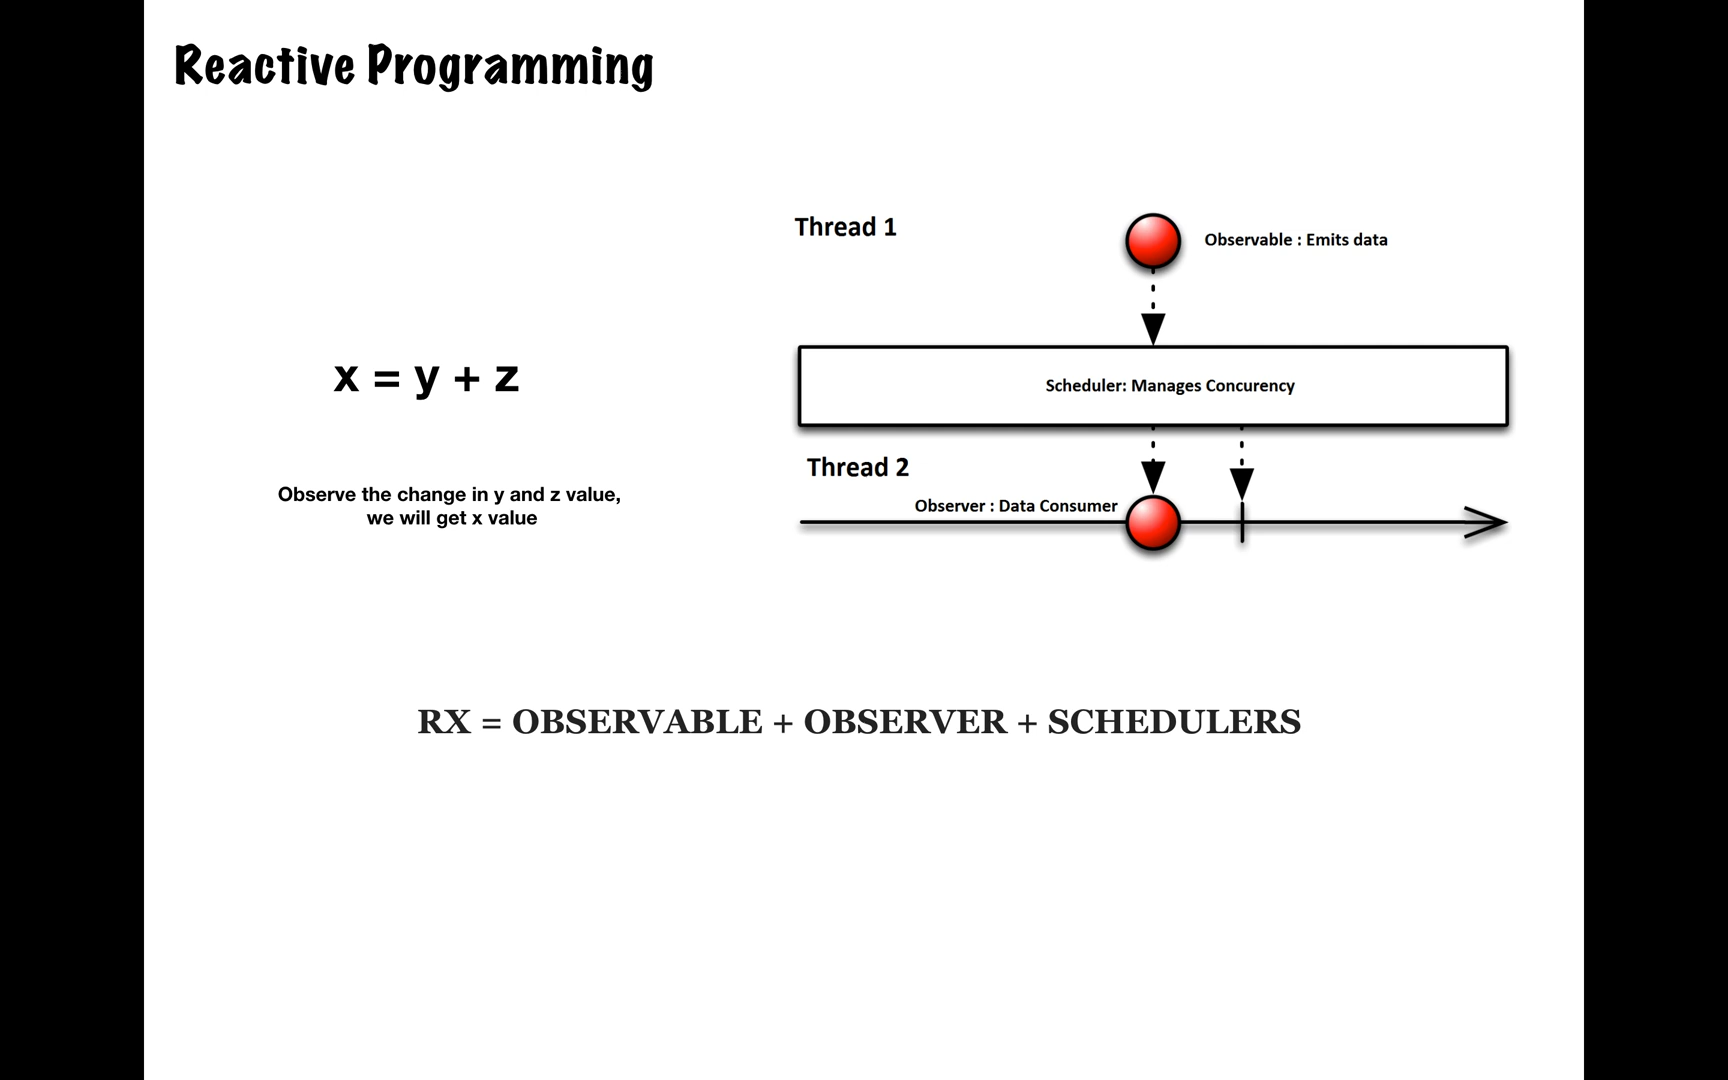 Reactive Programming
x = y + z
Observe the change in y and z value,
we will get x value
Thread 1
Observable : Emits data
Scheduler: Manages Concurency
Thread 2
Observer : Data Consumer
RX = OBSERVABLE + OBSERVER + SCHEDULERS